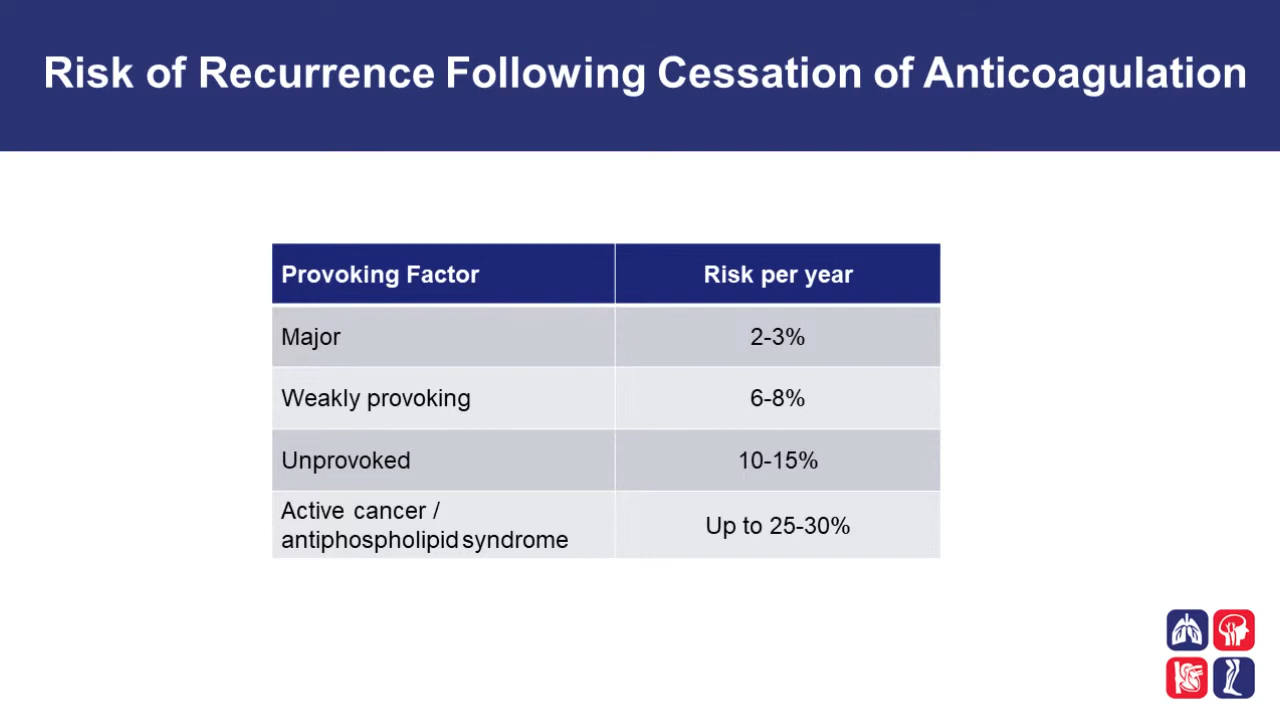 Risk of Recurrence Following Cessation of Anticoagulation
Provoking Factor Risk per year
Major 2-3%
Weakly provoking 6-8%
Unprovoked 10-15%
Active cancer /
antiphospholipid syndrome Up to 25-30%